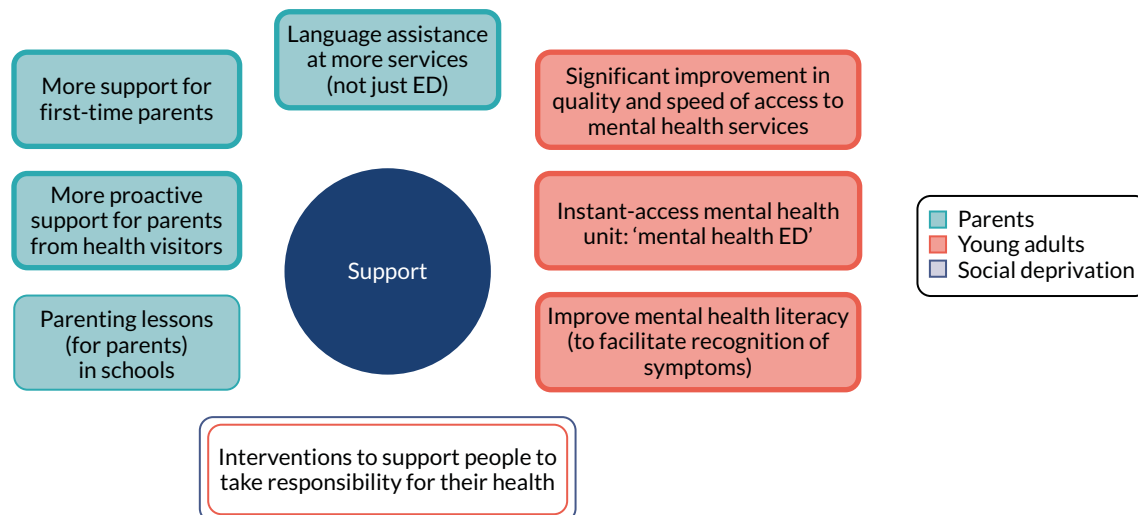 Language assistance
at more services
(not just ED)
More support for
first-time parents
Significant improvement in
quality and speed of access to
mental health services
More proactive
support for parents
from health visitors
Support
Instant-access mental health
unit: ‘mental health ED’
Parenting lessons
(for parents)
in schools
Improve mental health literacy
(to facilitate recognition of
symptoms)
Interventions to support people to
take responsibility for their health
Parents
Young adults
Social deprivation